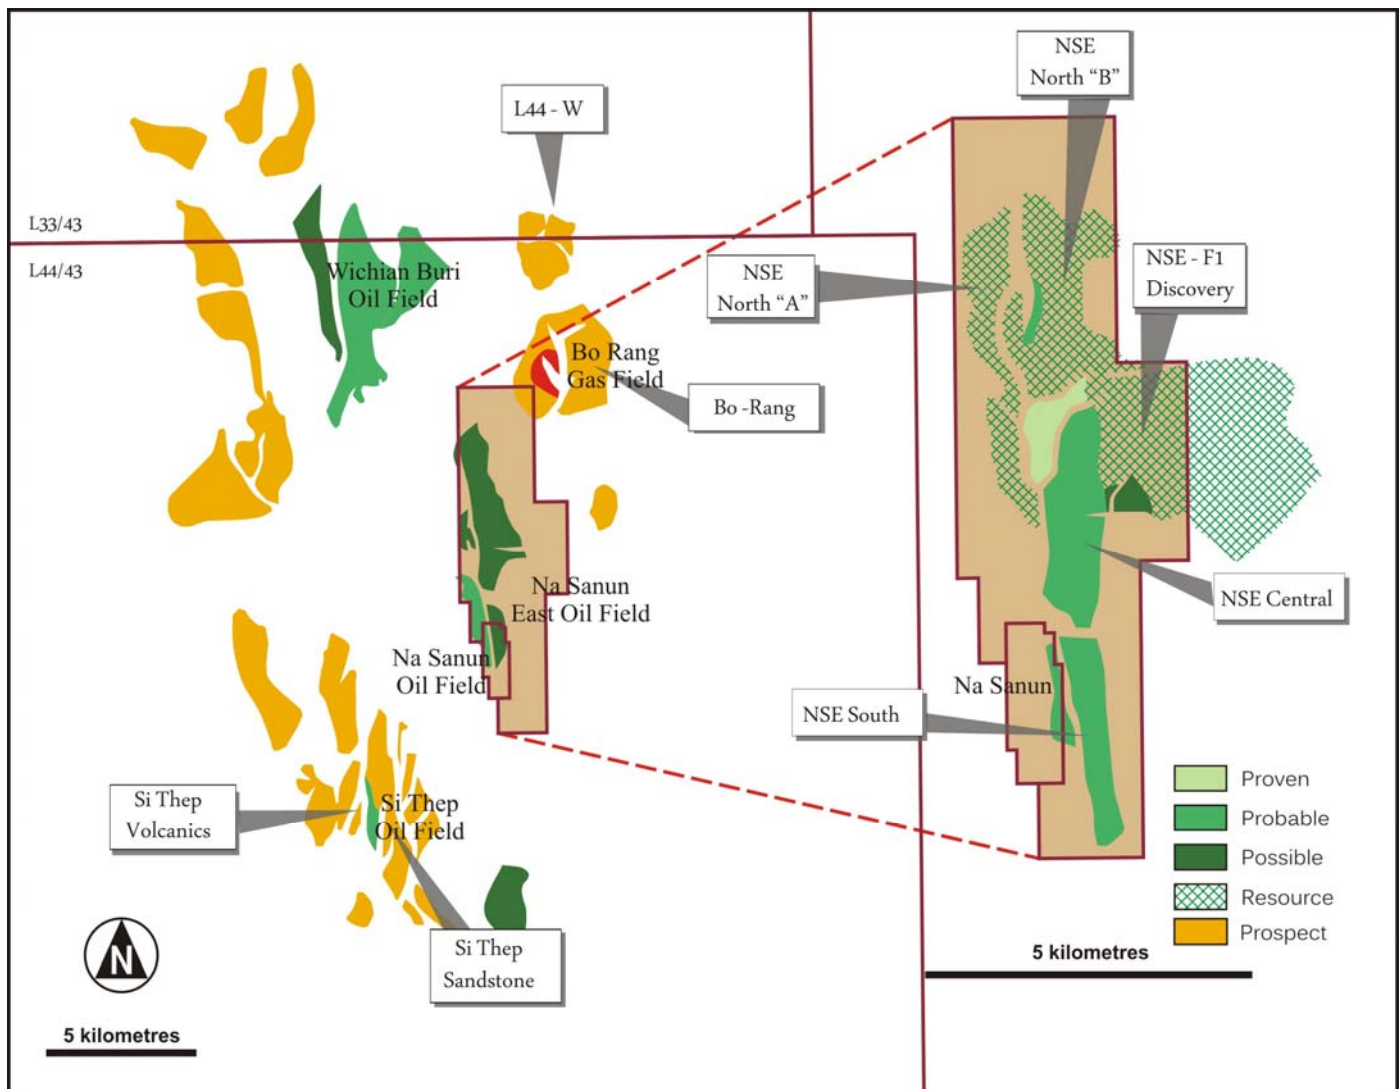 NSE
North "B"
L44 - W
L33/43
L44/43
Wichian Buri
Oil Field
NSE
North "A"
NSE - F1
Discovery
Bo Rang
Gas Field
Bo -Rang
Na Sanun
East Oil Field
NSE Central
Na Sanun
Oil Field
Na Sanun
NSE South
Si Thep
Volcanics
Si Thep
Oil Field
Si Thep
Sandstone
Proven
Probable
Possible
Resource
Prospect
N
5 kilometres
5 kilometres